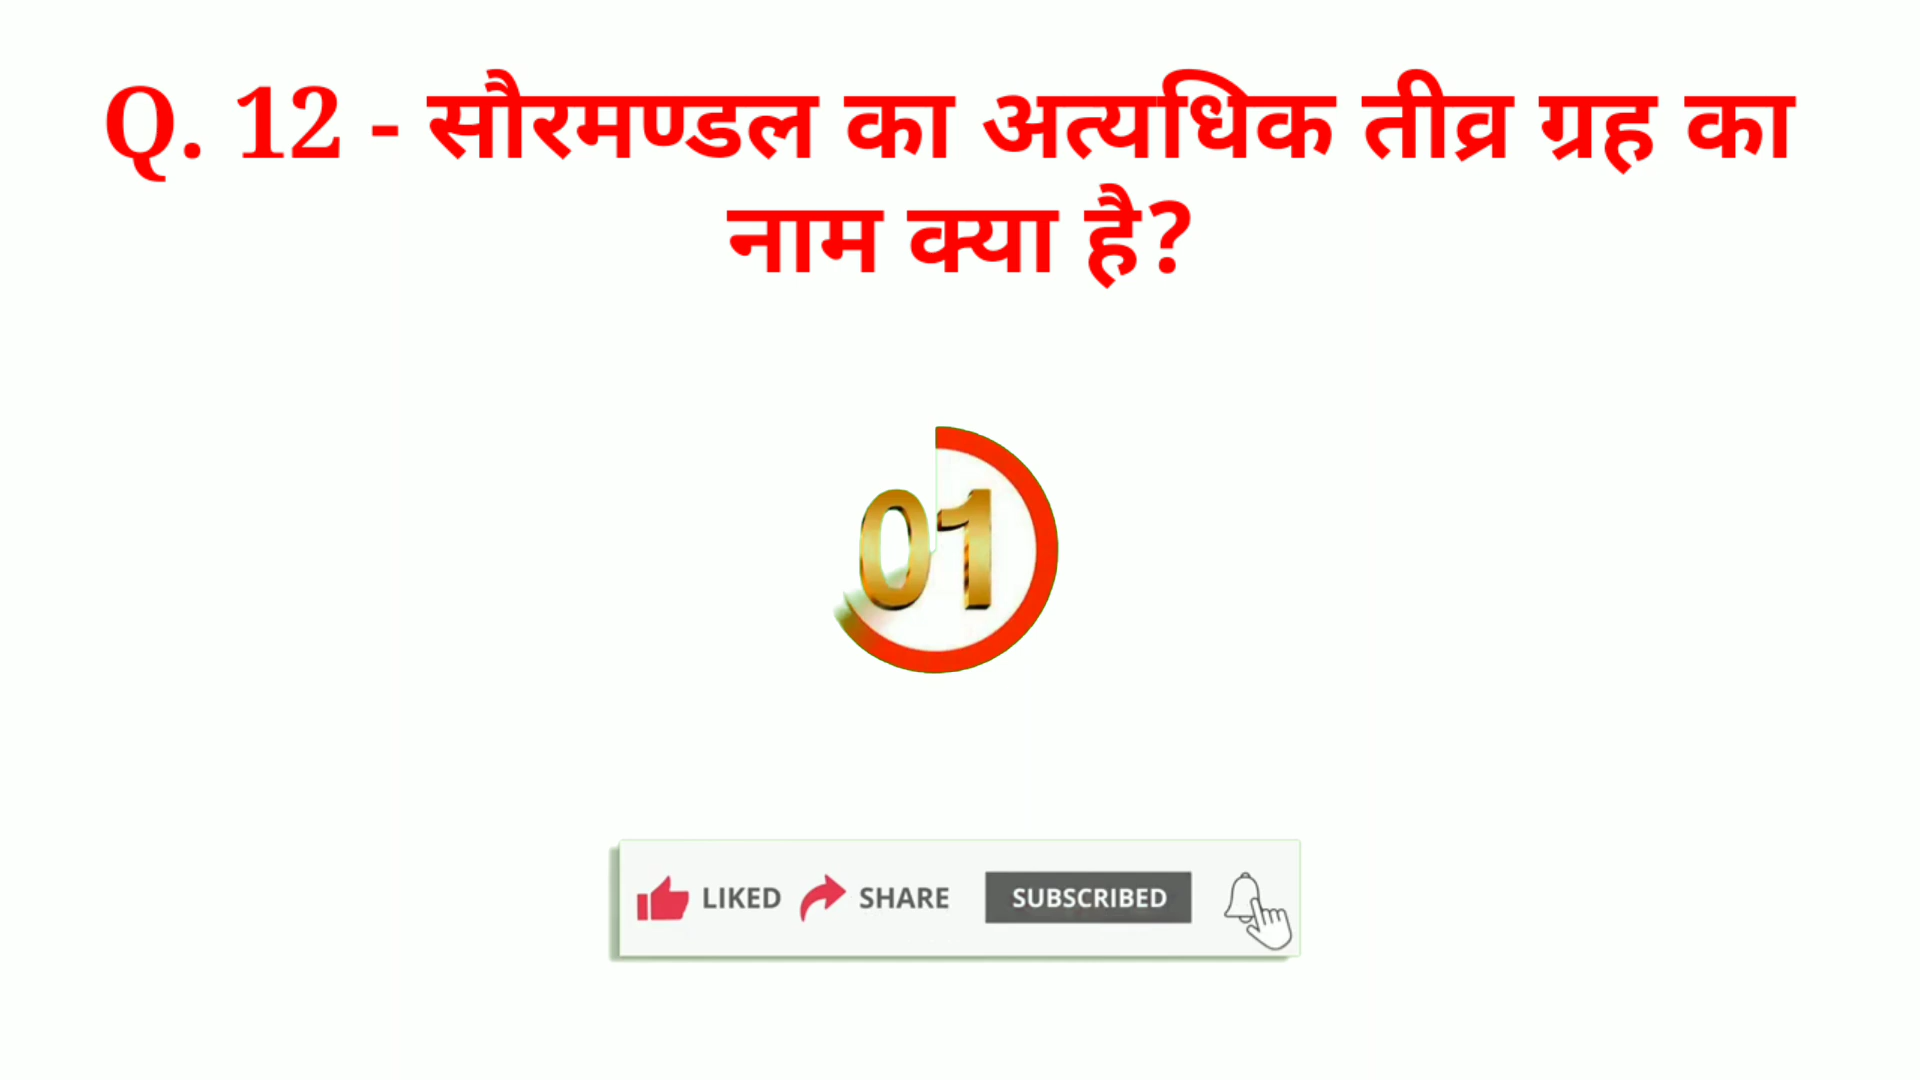 Q. 12 - सौरमण्डल का अत्यधिक तीव्र ग्रह का
नाम क्या है?
01
LIKED SHARE SUBSCRIBED